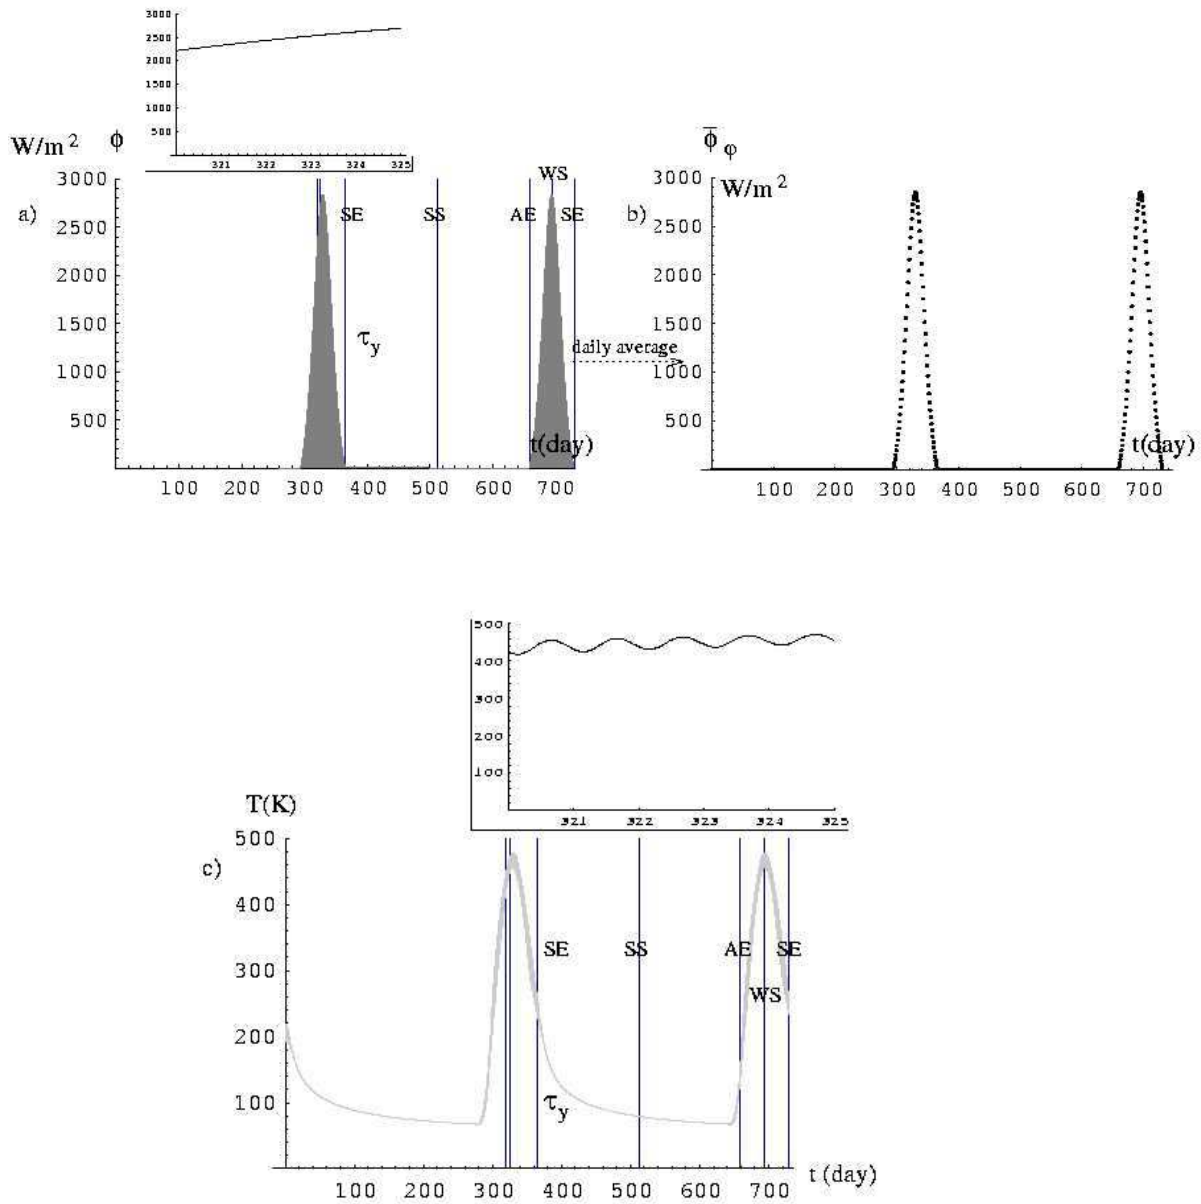 3000
2500
2000
1500
1000
500
321 322 323 324 325
W/m² ϕ
3000
2500
2000
1500
1000
500
a)
SE SS AE WS SE
τy
daily average
t(day)
100 200 300 400 500 600 700
ϕ̄ φ
W/m²
b)
3000
2500
2000
1500
1000
500
t(day)
100 200 300 400 500 600 700
500
400
300
200
100
321 322 323 324 325
T(K)
c)
500
400
300
200
100
SE SS AE SE
WS
τy
100 200 300 400 500 600 700
t (day)